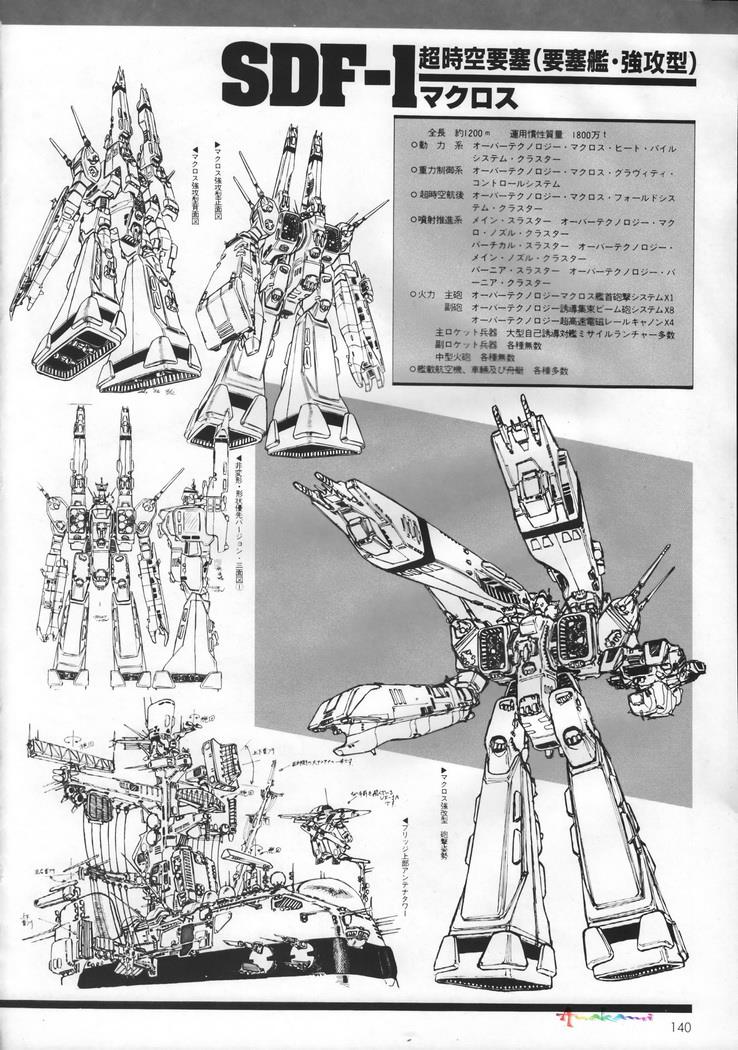 SDF-1
超時空要塞(要塞艦・強攻型)
マクロス
全長 約1200m 運用慣性質量 1800万t
○動力系 オーバーテクノロジー・マクロス・ヒート・パイル
システム・クラスター
○重力制御系 オーバーテクノロジー・マクロス・グラヴィティ・
コントロールシステム
○超時空航後 オーバーテクノロジー・マクロス・フォールドシス
テム・クラスター
○噴射推進系 メイン・スラスター オーバーテクノロジー・マク
ロ・ノズル・クラスター
バーチカル・スラスター オーバーテクノロジー・
メイン・ノズル・クラスター
バーニア・スラスター オーバーテクノロジー・バ
ーニア・クラスター
○火力 主砲 オーバーテクノロジーマクロス艦首砲撃システムX1
副砲 オーバーテクノロジー誘導集束ビーム砲システムX8
オーバーテクノロジー超高速電磁レールキャノンX4
主ロケット兵器 大型自己誘導対艦ミサイルランチャー多数
副ロケット兵器 各種無数
中型火砲 各種無数
○艦載航空機、車輌及び舟艇 各種多数
▶マクロス強攻型正面図
◀マクロス強攻型背面図
◀非変形・形状優先バージョン・三面図①
▶マクロス強攻型 砲撃姿勢
◀ブリッジ上部アンテナタワー
Anakami
140